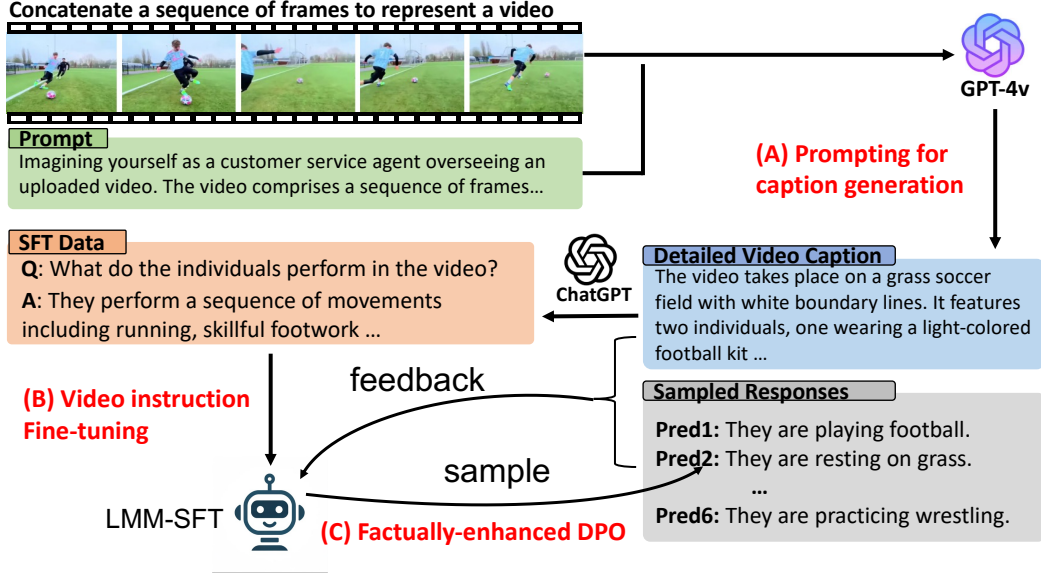 Concatenate a sequence of frames to represent a video
GPT-4v
Prompt
Imagining yourself as a customer service agent overseeing an
uploaded video. The video comprises a sequence of frames…
(A) Prompting for
caption generation
SFT Data
Q: What do the individuals perform in the video?
A: They perform a sequence of movements
including running, skillful footwork …
ChatGPT
Detailed Video Caption
The video takes place on a grass soccer
field with white boundary lines. It features
two individuals, one wearing a light-colored
football kit …
(B) Video instruction
Fine-tuning
feedback
Sampled Responses
Pred1: They are playing football.
Pred2: They are resting on grass.
…
Pred6: They are practicing wrestling.
sample
LMM-SFT
(C) Factually-enhanced DPO